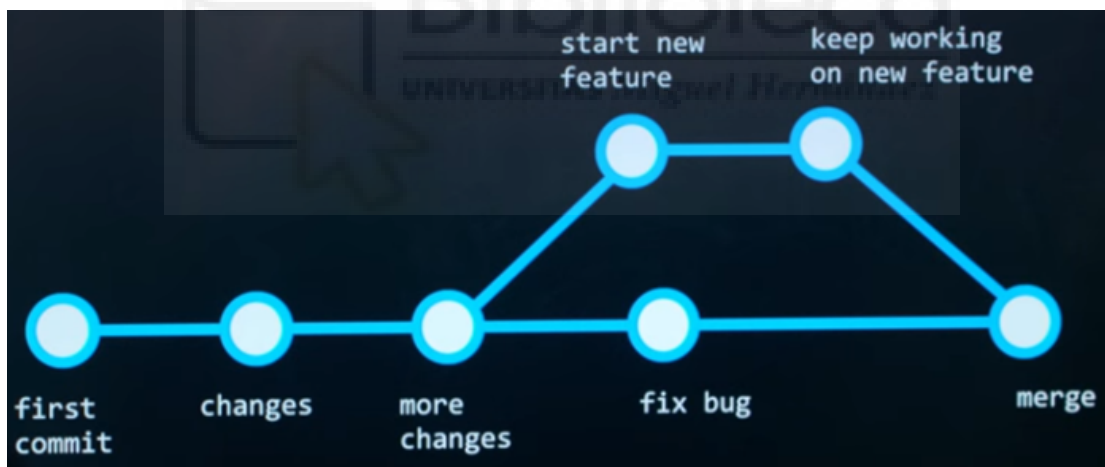 Biblioteca
UNIVERSITAS Miguel Hernández
start new
feature
keep working
on new feature
first
commit
changes
more
changes
fix bug
merge